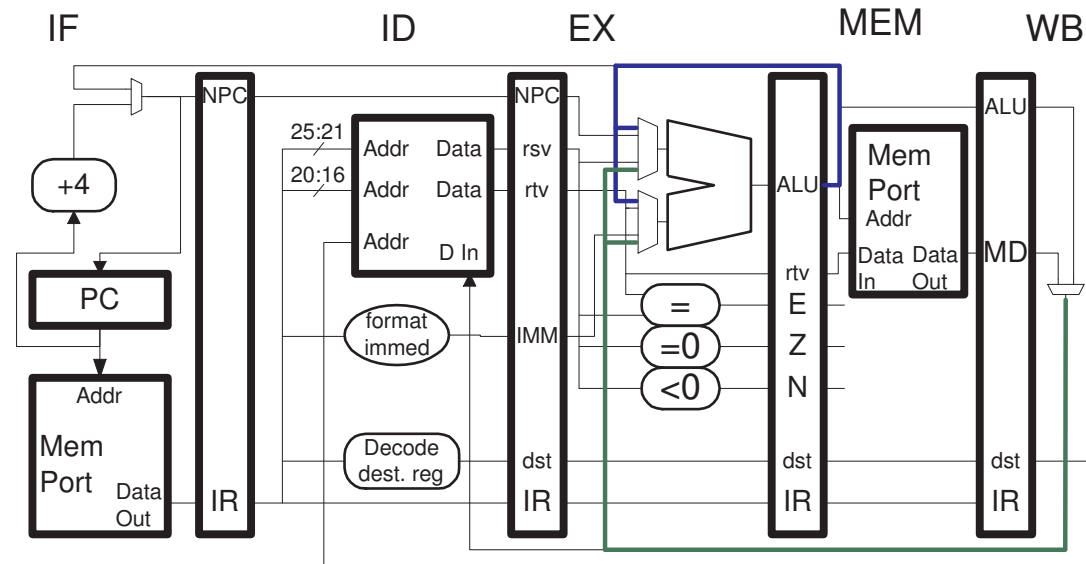 IF
ID
EX
MEM
WB
NPC
NPC
ALU
25:21
Addr
Data
rsv
Mem
Port
+4
20:16
Addr
Data
rtv
ALU
Addr
Addr
D In
Data
In
Data
Out
MD
PC
rtv
=
E
format
immed
IMM
=0
Z
Addr
<0
N
Mem
Port
Decode
dest. reg
dst
dst
dst
Data
Out
IR
IR
IR
IR